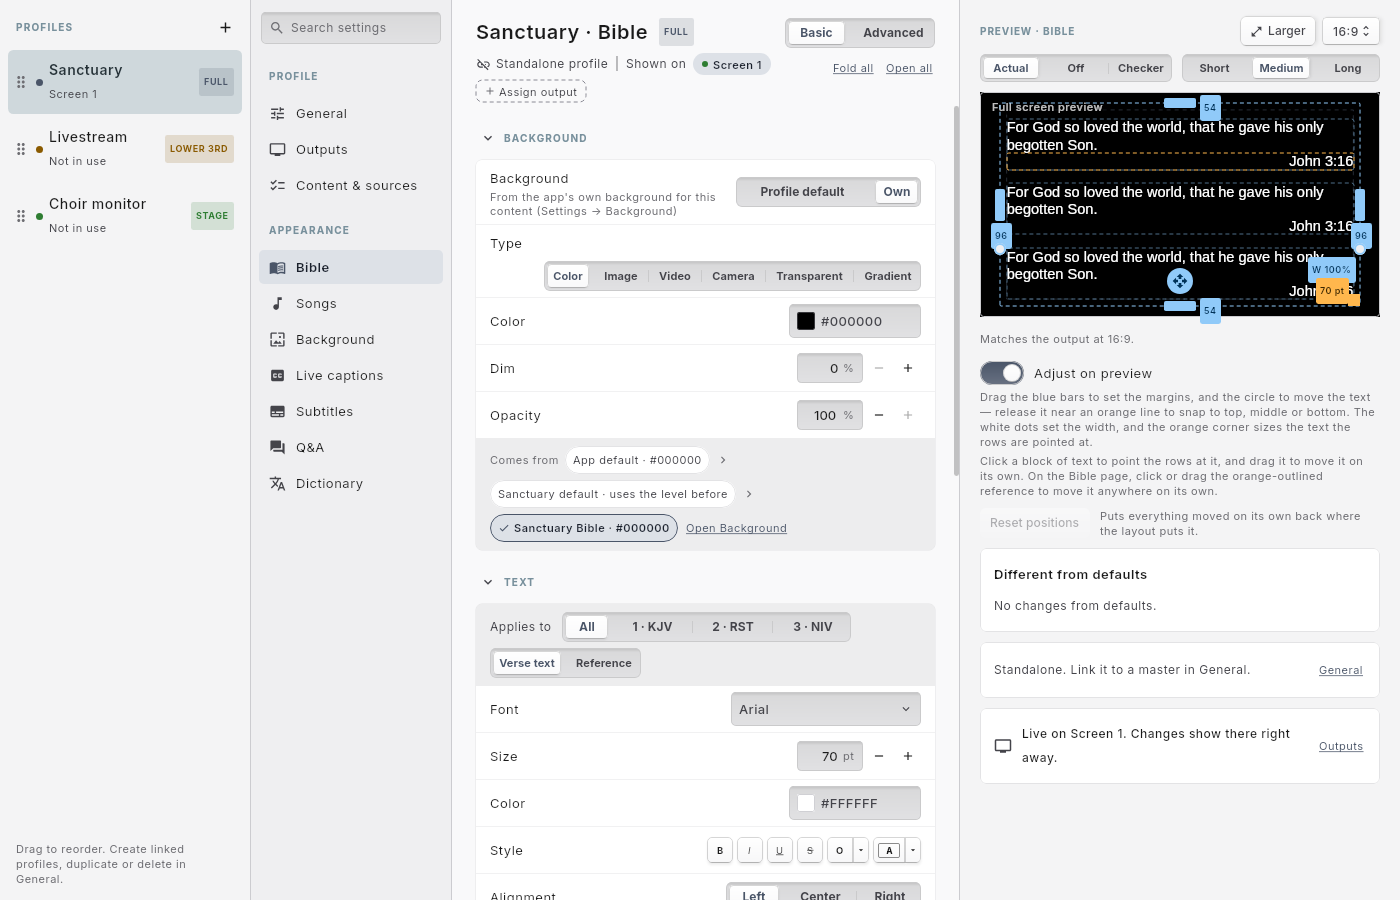 PROFILES
Sanctuary
Screen 1
FULL
Livestream
Not in use
LOWER 3RD
Choir monitor
Not in use
STAGE
Drag to reorder. Create linked
profiles, duplicate or delete in
General.
Search settings
PROFILE
General
Outputs
Content & sources
APPEARANCE
Bible
Songs
Background
Live captions
Subtitles
Q&A
Dictionary
Sanctuary · Bible FULL
Basic Advanced
Standalone profile | Shown on Screen 1
Fold all Open all
+ Assign output
BACKGROUND
Background
From the app's own background for this
content (Settings → Background)
Profile default Own
Type
Color Image Video Camera Transparent Gradient
Color #000000
Dim 0 % − +
Opacity 100 % − +
Comes from App default · #000000 >
Sanctuary default · uses the level before >
✓ Sanctuary Bible · #000000 Open Background
TEXT
Applies to All 1 · KJV 2 · RST 3 · NIV
Verse text Reference
Font Arial
Size 70 pt − +
Color #FFFFFF
Style B I U S O A
Alignment Left Center Right
PREVIEW · BIBLE
Larger 16:9
Actual Off Checker Short Medium Long
Full screen preview
54
For God so loved the world, that he gave his only
begotten Son.
John 3:16
For God so loved the world, that he gave his only
begotten Son.
John 3:16
96 96
For God so loved the world, that he gave his only
begotten Son.
W 100%
70 pt
54
Matches the output at 16:9.
Adjust on preview
Drag the blue bars to set the margins, and the circle to move the text
— release it near an orange line to snap to top, middle or bottom. The
white dots set the width, and the orange corner sizes the text the
rows are pointed at.
Click a block of text to point the rows at it, and drag it to move it on
its own. On the Bible page, click or drag the orange-outlined
reference to move it anywhere on its own.
Reset positions
Puts everything moved on its own back where
the layout puts it.
Different from defaults
No changes from defaults.
Standalone. Link it to a master in General. General
Live on Screen 1. Changes show there right
away.
Outputs